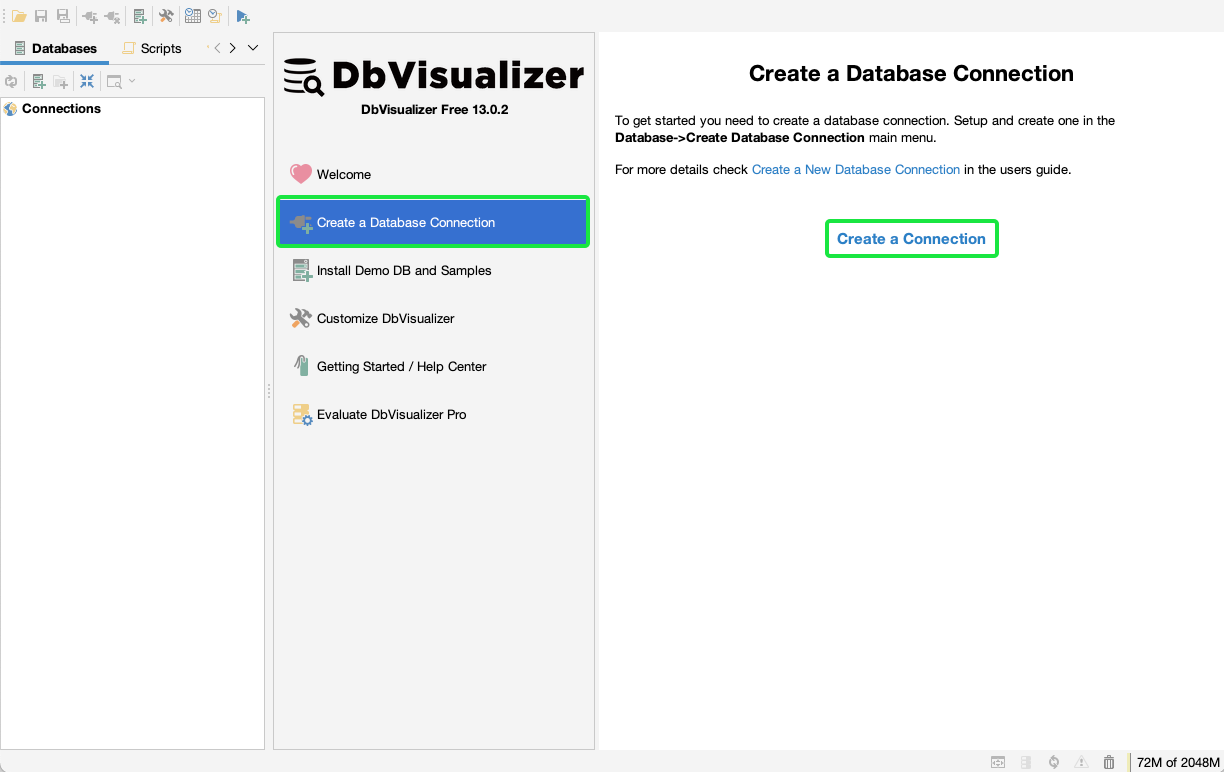 Databases
Scripts
Connections
DbVisualizer
DbVisualizer Free 13.0.2
Welcome
Create a Database Connection
Install Demo DB and Samples
Customize DbVisualizer
Getting Started / Help Center
Evaluate DbVisualizer Pro
Create a Database Connection
To get started you need to create a database connection. Setup and create one in the
Database->Create Database Connection main menu.
For more details check Create a New Database Connection in the users guide.
Create a Connection
72M of 2048M